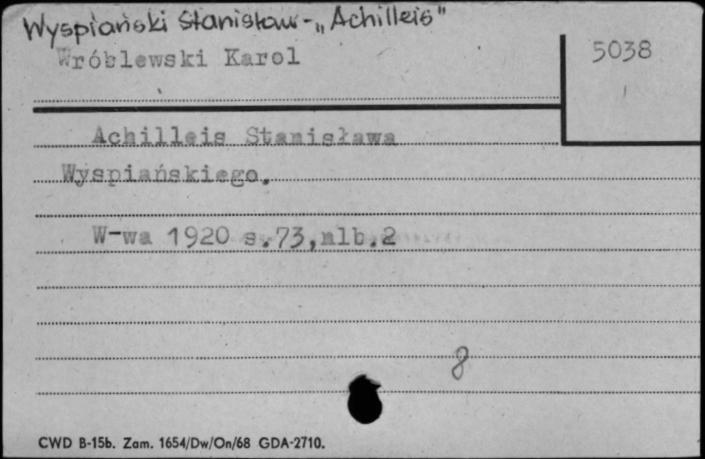 Wyspiański Stanisław - „Achilleis"
Wróblewski Karol
5038
Achilleis Stanisława
Wyspiańskiego.
W-wa 1920 s.73,nlb.2
8
CWD B-15b. Zam. 1654/Dw/On/68 GDA-2710.